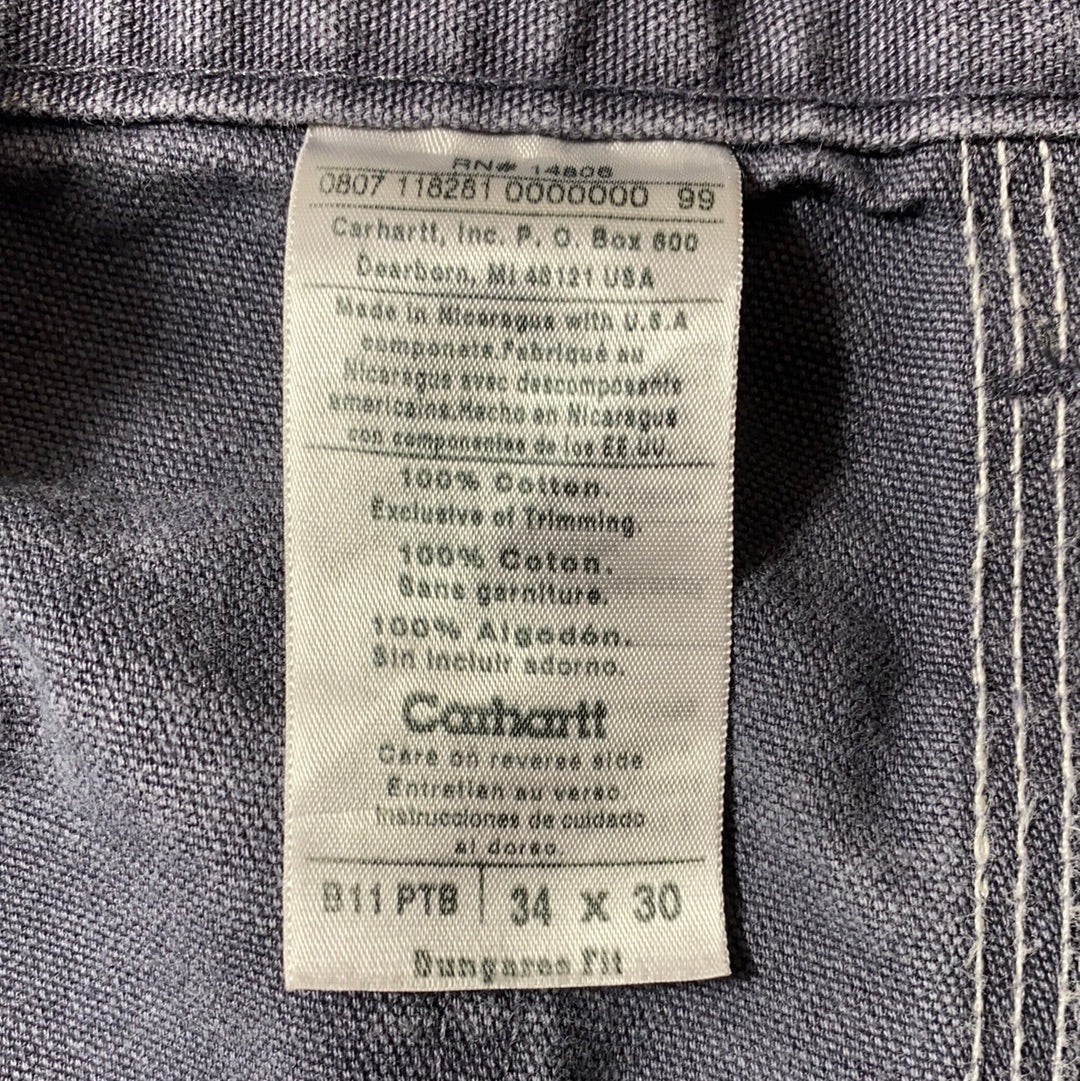 RN# 14806
0807 118281 0000000 99
Carhartt, Inc. P. O. Box 600
Dearborn, MI 48121 USA
Made in Nicaragua with U.S.A
components.Fabriqué au
Nicaragua avec descomposante
americains.Hecho en Nicaragua
con componentes de los EE.UU.
100% Cotton.
Exclusive of Trimming.
100% Coton.
Sans garniture.
100% Algodón.
Sin incluir adorno.
Carhartt
Care on reverse side
Entretien au verso
Instrucciones de cuidado
al dorso.
B11 PTB 34 x 30
Dungaree Fit